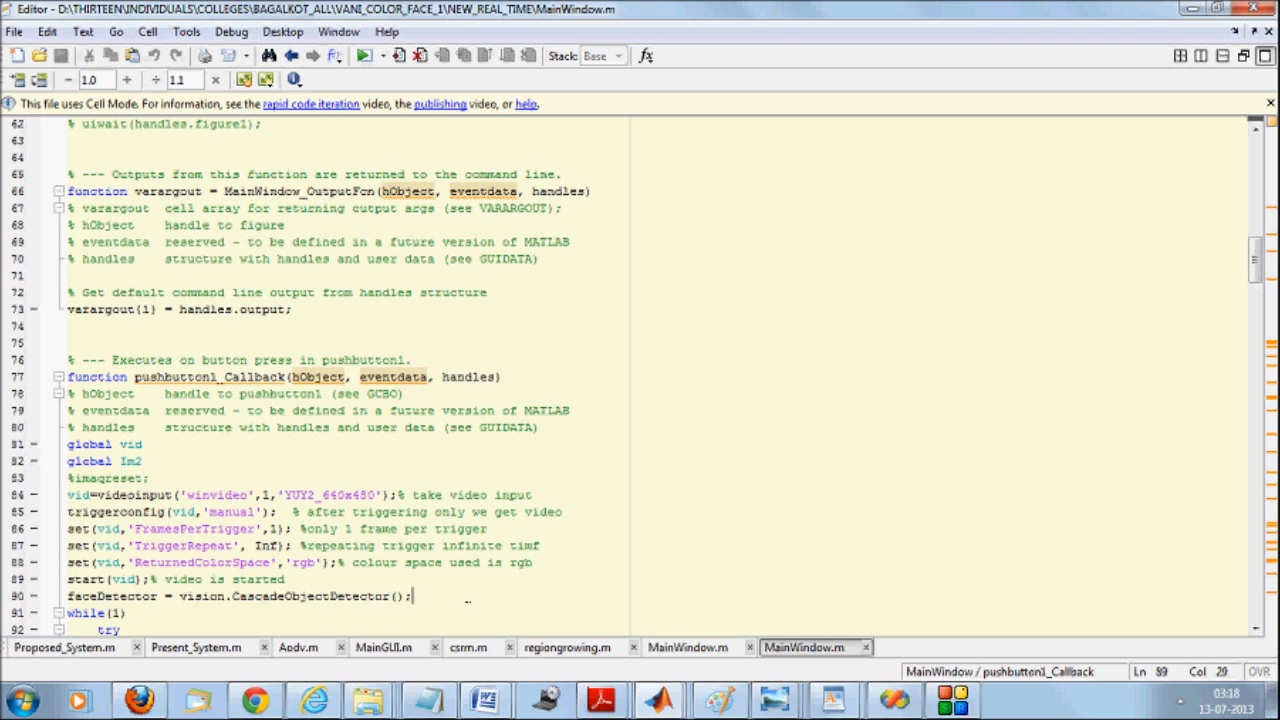 Editor - D:\THIRTEEN\INDIVIDUALS\COLLEGES\BAGALKOT_ALL\VANI_COLOR_FACE_1\NEW_REAL_TIME\MainWindow.m
File Edit Text Go Cell Tools Debug Desktop Window Help
Stack: Base
fx
1.0 1.1
This file uses Cell Mode. For information, see the rapid code iteration video, the publishing video, or help.
62 % uiwait(handles.figure1);
63
64
65 % --- Outputs from this function are returned to the command line.
66 function varargout = MainWindow_OutputFcn(hObject, eventdata, handles)
67 % varargout cell array for returning output args (see VARARGOUT);
68 % hObject handle to figure
69 % eventdata reserved - to be defined in a future version of MATLAB
70 % handles structure with handles and user data (see GUIDATA)
71
72 % Get default command line output from handles structure
73 varargout{1} = handles.output;
74
75
76 % --- Executes on button press in pushbutton1.
77 function pushbutton1_Callback(hObject, eventdata, handles)
78 % hObject handle to pushbutton1 (see GCBO)
79 % eventdata reserved - to be defined in a future version of MATLAB
80 % handles structure with handles and user data (see GUIDATA)
81 global vid
82 global Im2
83 %imaqreset;
84 vid=videoinput('winvideo',1,'YUY2_640x480');% take video input
85 triggerconfig(vid,'manual'); % after triggering only we get video
86 set(vid,'FramesPerTrigger',1); %only 1 frame per trigger
87 set(vid,'TriggerRepeat', Inf); %repeating trigger infinite timf
88 set(vid,'ReturnedColorSpace','rgb');% colour space used is rgb
89 start(vid);% video is started
90 faceDetector = vision.CascadeObjectDetector();
91 while(1)
92 try
Proposed_System.m Present_System.m Aodv.m MainGUI.m csrm.m regiongrowing.m MainWindow.m MainWindow.m
MainWindow / pushbutton1_Callback Ln 89 Col 29 OVR
03:18
13-07-2013